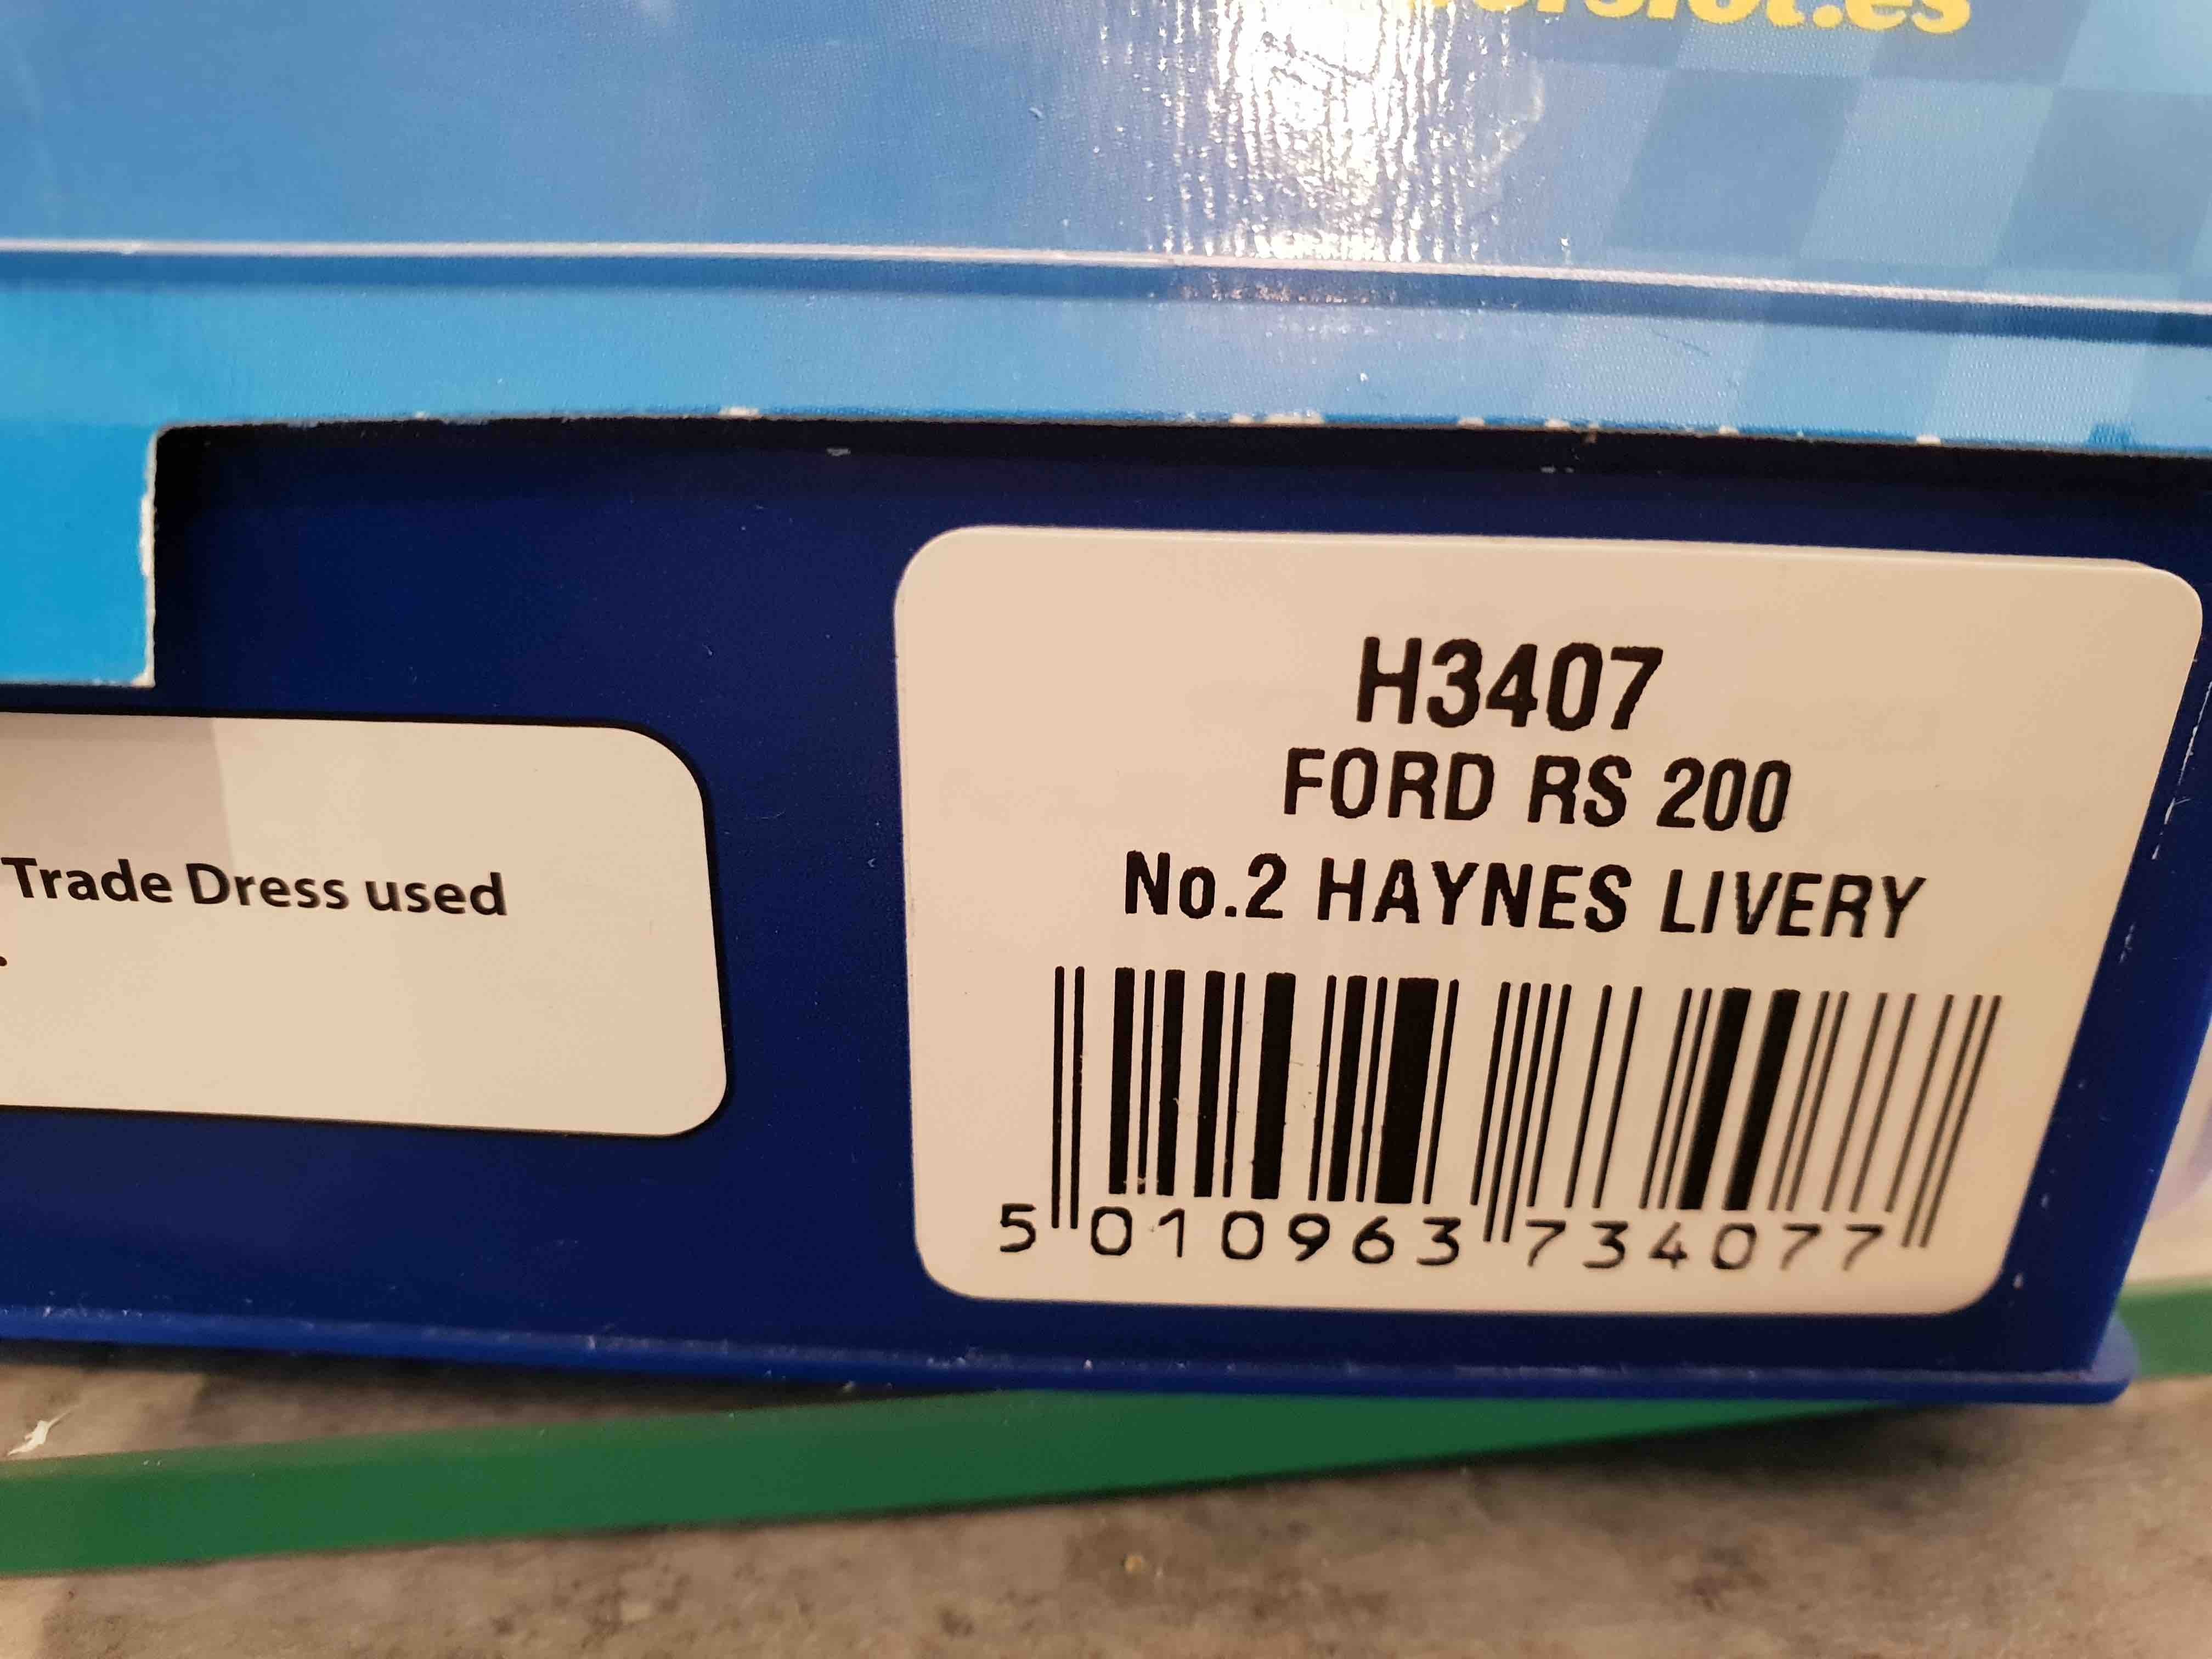 H3407
FORD RS 200
No.2 HAYNES LIVERY
Trade Dress used
5 010963 734077